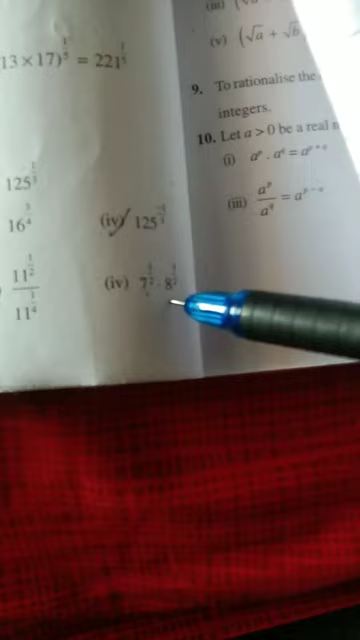 13 × 17)^{1/5} = 221^{1/5}
125^{1/3}
16^{3/4} (iv) 125^{-1/3}
11^{1/2} / 11^{1/4} (iv) 7^{1/2} . 8^{1/2}
(iii)
(v) (√a + √b
9. To rationalise the
integers.
10. Let a > 0 be a real
(i) a^p . a^q = a^{p + q}
(iii) a^p / a^q = a^{p − q}